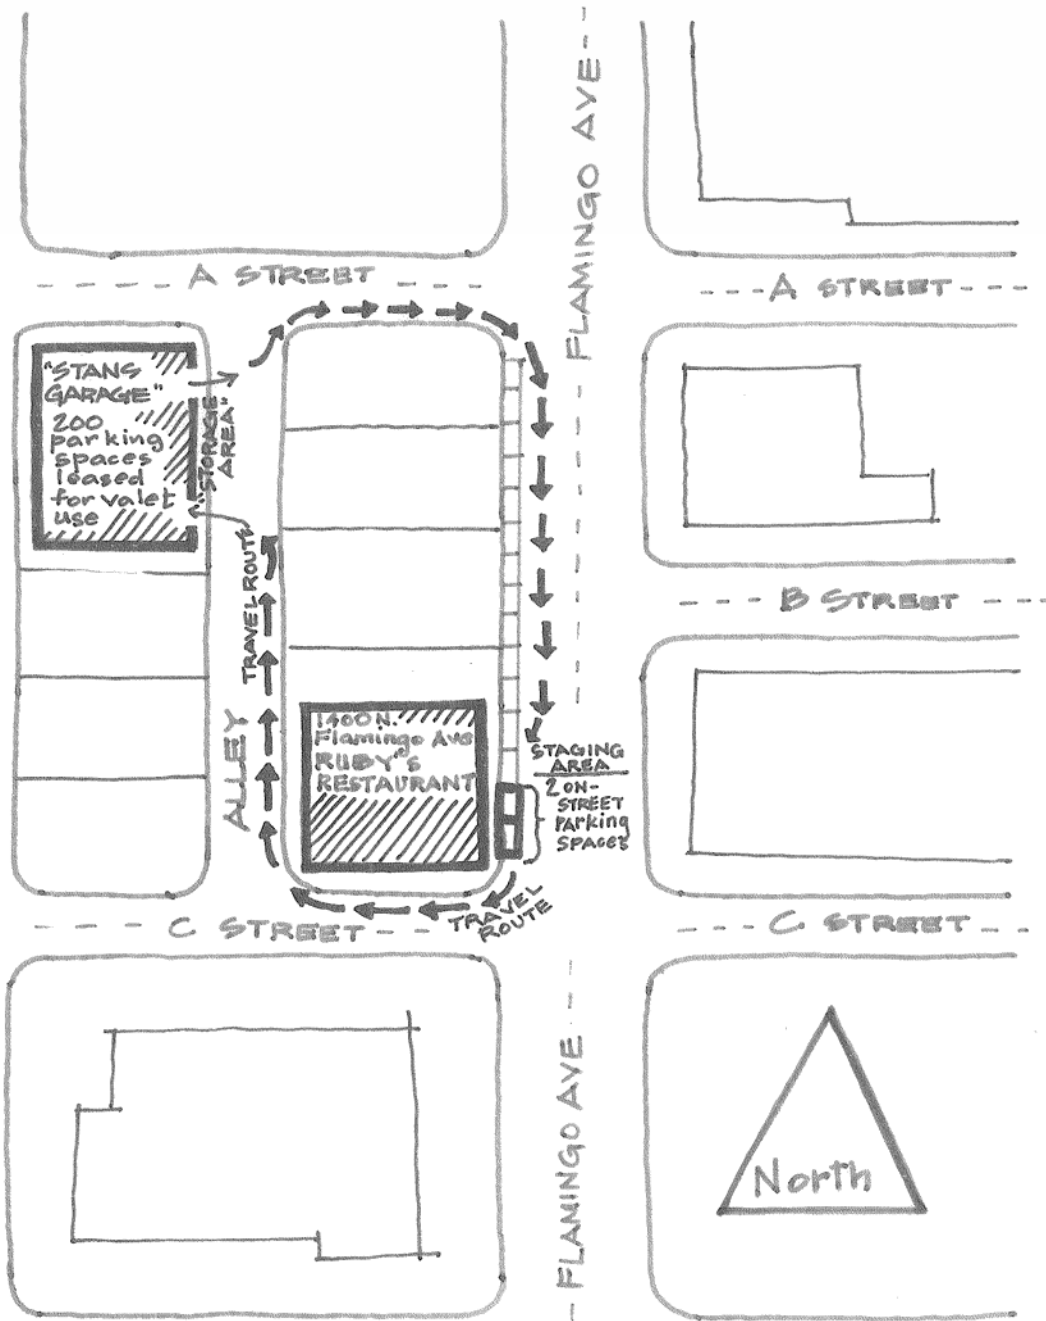 FLAMINGO AVE
A STREET
A STREET
"STANS
GARAGE"
200
parking
spaces
leased
for valet
use
"STORAGE
AREA"
TRAVEL ROUTE
ALLEY
B STREET
1400 N.
Flamingo Ave
RUBY'S
RESTAURANT
STAGING
AREA
2 ON-
STREET
Parking
SPACES
TRAVEL
ROUTE
C STREET
C STREET
FLAMINGO AVE
North